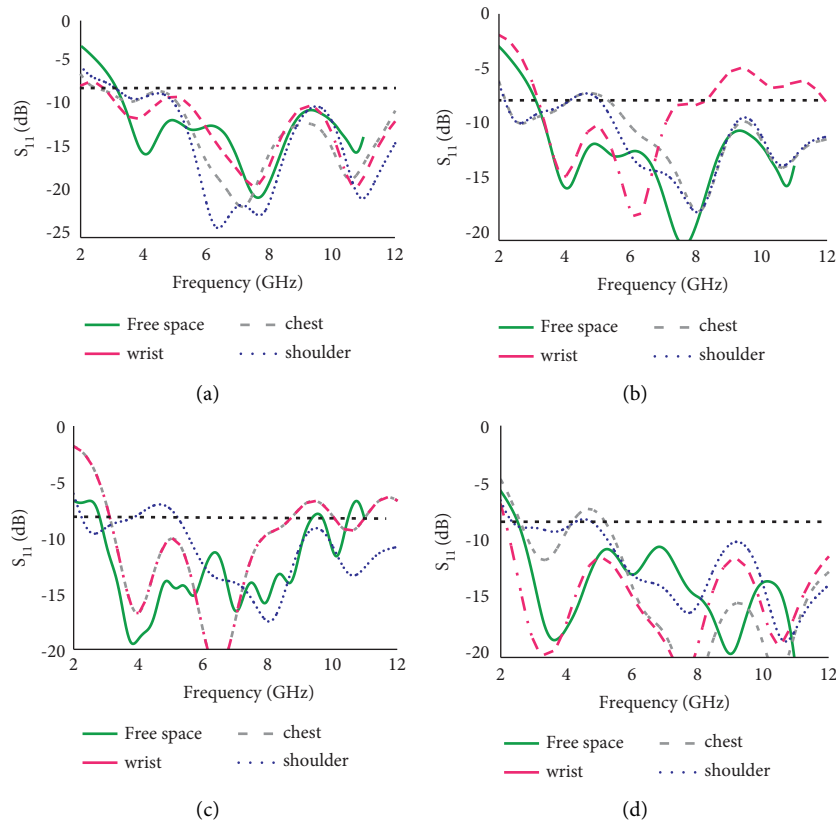 0
-5
-10
-15
-20
-25
S11 (dB)
2 4 6 8 10 12
Frequency (GHz)
Free space chest
wrist shoulder
(a)
0
-5
-10
-15
-20
S11 (dB)
2 4 6 8 10 12
Frequency (GHz)
Free space chest
wrist shoulder
(b)
0
-5
-10
-15
-20
S11 (dB)
2 4 6 8 10 12
Frequency (GHz)
Free space chest
wrist shoulder
(c)
0
-5
-10
-15
-20
S11 (dB)
2 4 6 8 10 12
Frequency (GHz)
Free space chest
wrist shoulder
(d)